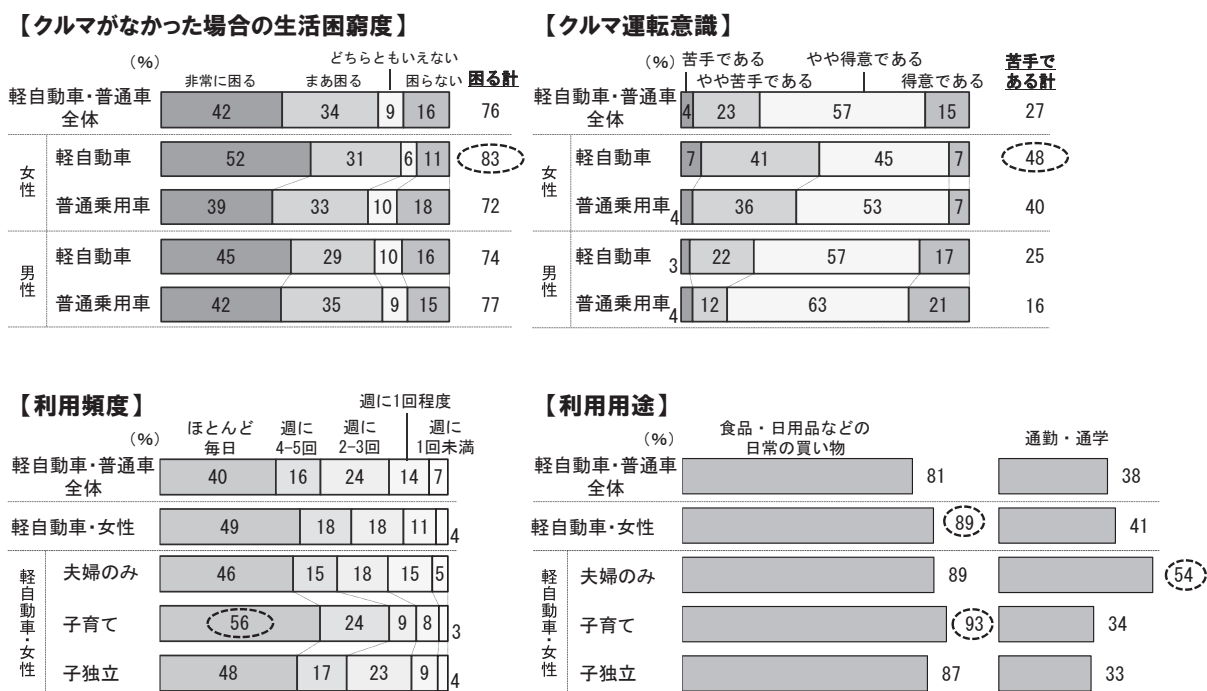 【クルマがなかった場合の生活困窮度】
(%)
どちらともいえない
非常に困る
まあ困る
困らない
困る計
軽自動車・普通車
全体
42
34
9
16
76
女性
軽自動車
52
31
6
11
83
普通乗用車
39
33
10
18
72
男性
軽自動車
45
29
10
16
74
普通乗用車
42
35
9
15
77
【クルマ運転意識】
(%)
苦手である
やや得意である
やや苦手である
得意である
苦手で
ある計
軽自動車・普通車
全体
4
23
57
15
27
女性
軽自動車
7
41
45
7
48
普通乗用車
4
36
53
7
40
男性
軽自動車
3
22
57
17
25
普通乗用車
4
12
63
21
16
【利用頻度】
週に1回程度
(%)
ほとんど
毎日
週に
4-5回
週に
2-3回
週に
1回未満
軽自動車・普通車
全体
40
16
24
14
7
軽自動車・女性
49
18
18
11
4
軽自動車・女性
夫婦のみ
46
15
18
15
5
子育て
56
24
9
8
3
子独立
48
17
23
9
4
【利用用途】
(%)
食品・日用品などの
日常の買い物
通勤・通学
軽自動車・普通車
全体
81
38
軽自動車・女性
89
41
軽自動車・女性
夫婦のみ
89
54
子育て
93
34
子独立
87
33